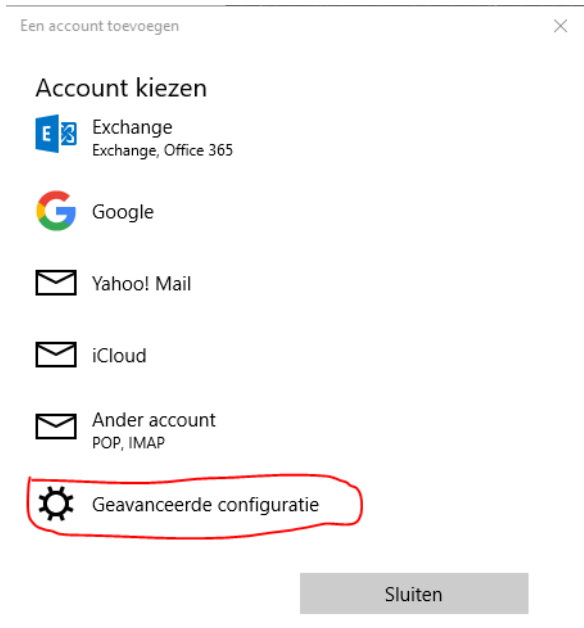 Een account toevoegen
Account kiezen
Exchange
Exchange, Office 365
Google
Yahoo! Mail
iCloud
Ander account
POP, IMAP
Geavanceerde configuratie
Sluiten